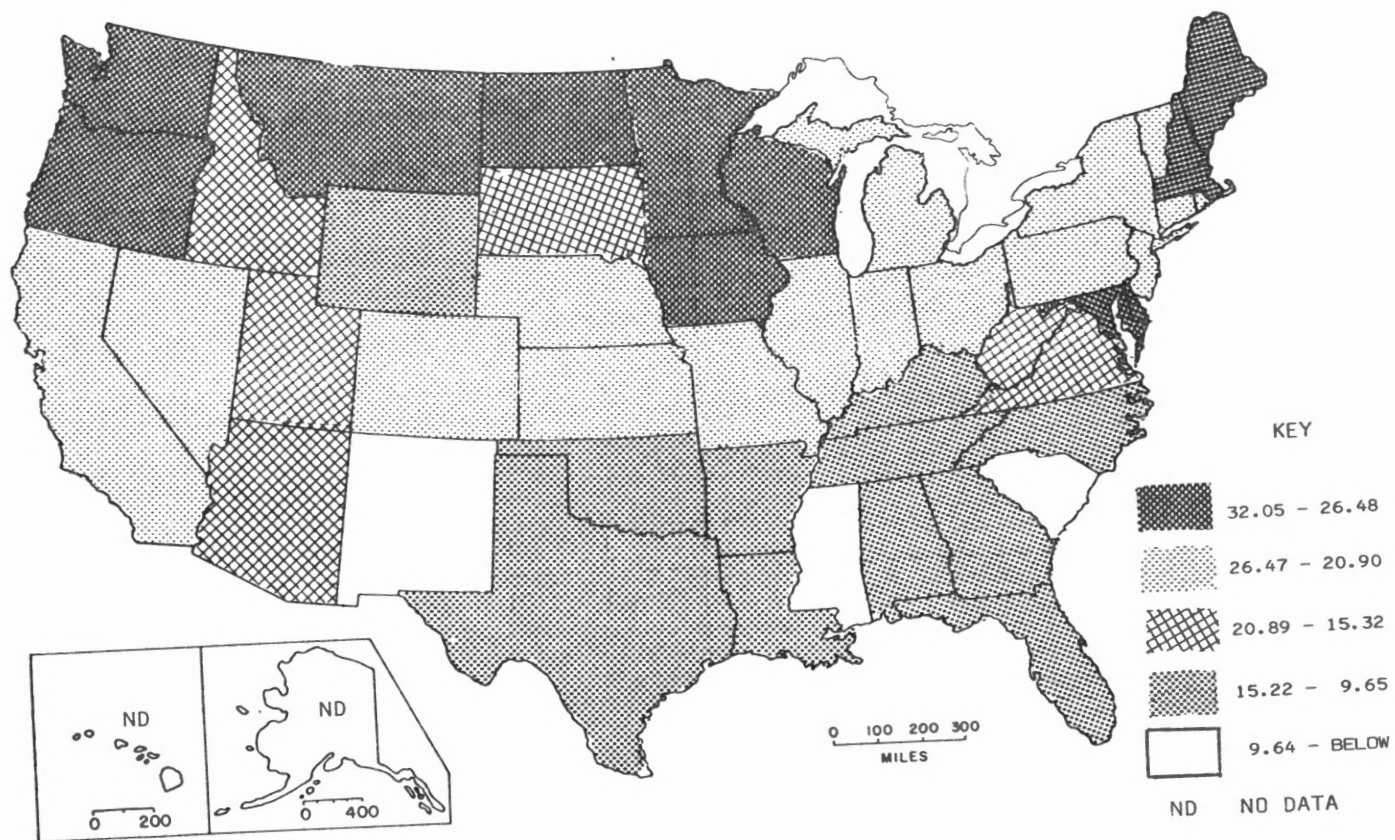 KEY
32.05 - 26.48
26.47 - 20.90
20.89 - 15.32
15.22 - 9.65
9.64 - BELOW
ND NO DATA
0 100 200 300
MILES
ND
0 200
ND
0 400